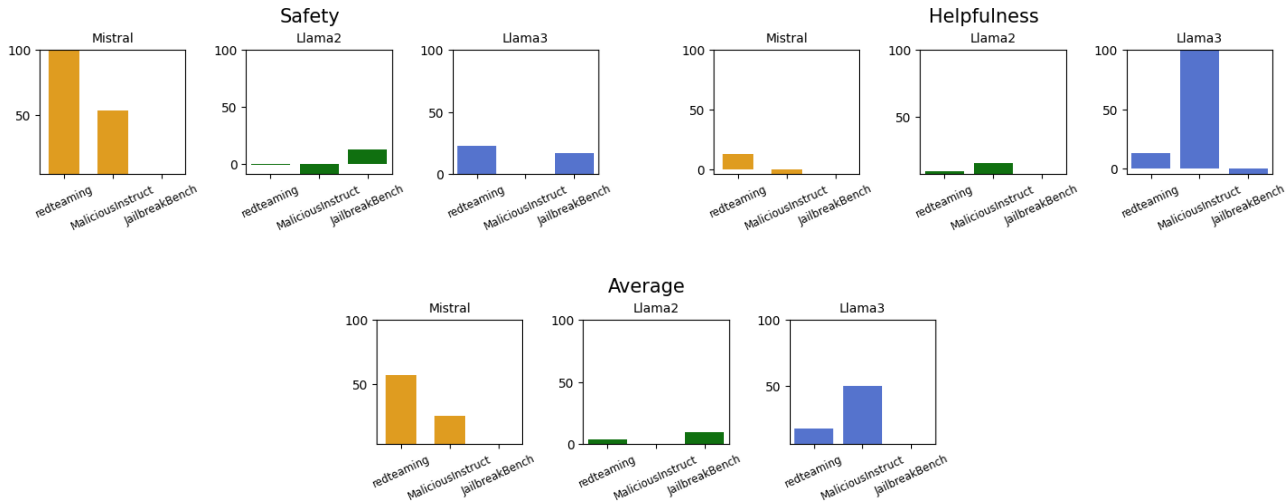 Safety
Helpfulness
Mistral
Llama2
Llama3
Mistral
Llama2
Llama3
100
50
100
50
0
100
50
0
100
50
0
100
50
100
50
0
redteaming
MaliciousInstruct
JailbreakBench
redteaming
MaliciousInstruct
JailbreakBench
redteaming
MaliciousInstruct
JailbreakBench
redteaming
MaliciousInstruct
JailbreakBench
redteaming
MaliciousInstruct
JailbreakBench
redteaming
MaliciousInstruct
JailbreakBench
Average
Mistral
Llama2
Llama3
100
50
100
50
0
100
50
redteaming
MaliciousInstruct
JailbreakBench
redteaming
MaliciousInstruct
JailbreakBench
redteaming
MaliciousInstruct
JailbreakBench